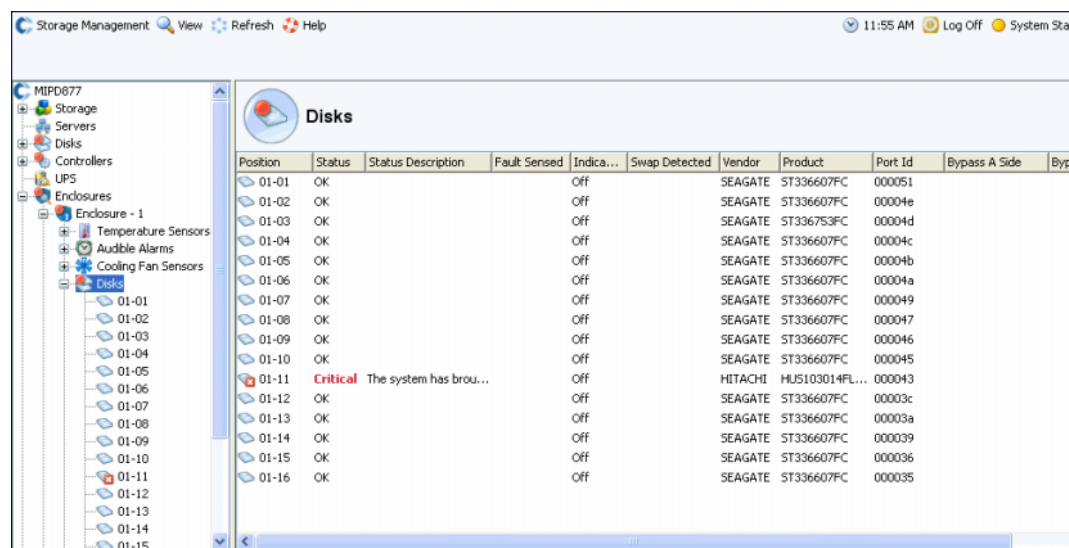 Storage Management View Refresh Help 11:55 AM Log Off System Sta
MIPD877
Storage
Servers
Disks
Controllers
UPS
Enclosures
Enclosure - 1
Temperature Sensors
Audible Alarms
Cooling Fan Sensors
Disks
01-01
01-02
01-03
01-04
01-05
01-06
01-07
01-08
01-09
01-10
01-11
01-12
01-13
01-14
01-15
Disks
Position Status Status Description Fault Sensed Indica... Swap Detected Vendor Product Port Id Bypass A Side Byp
01-01 OK Off SEAGATE ST336607FC 000051
01-02 OK Off SEAGATE ST336607FC 00004e
01-03 OK Off SEAGATE ST336753FC 00004d
01-04 OK Off SEAGATE ST336607FC 00004c
01-05 OK Off SEAGATE ST336607FC 00004b
01-06 OK Off SEAGATE ST336607FC 00004a
01-07 OK Off SEAGATE ST336607FC 000049
01-08 OK Off SEAGATE ST336607FC 000047
01-09 OK Off SEAGATE ST336607FC 000046
01-10 OK Off SEAGATE ST336607FC 000045
01-11 Critical The system has brou... Off HITACHI HUS103014FL... 000043
01-12 OK Off SEAGATE ST336607FC 00003c
01-13 OK Off SEAGATE ST336607FC 00003a
01-14 OK Off SEAGATE ST336607FC 000039
01-15 OK Off SEAGATE ST336607FC 000036
01-16 OK Off SEAGATE ST336607FC 000035